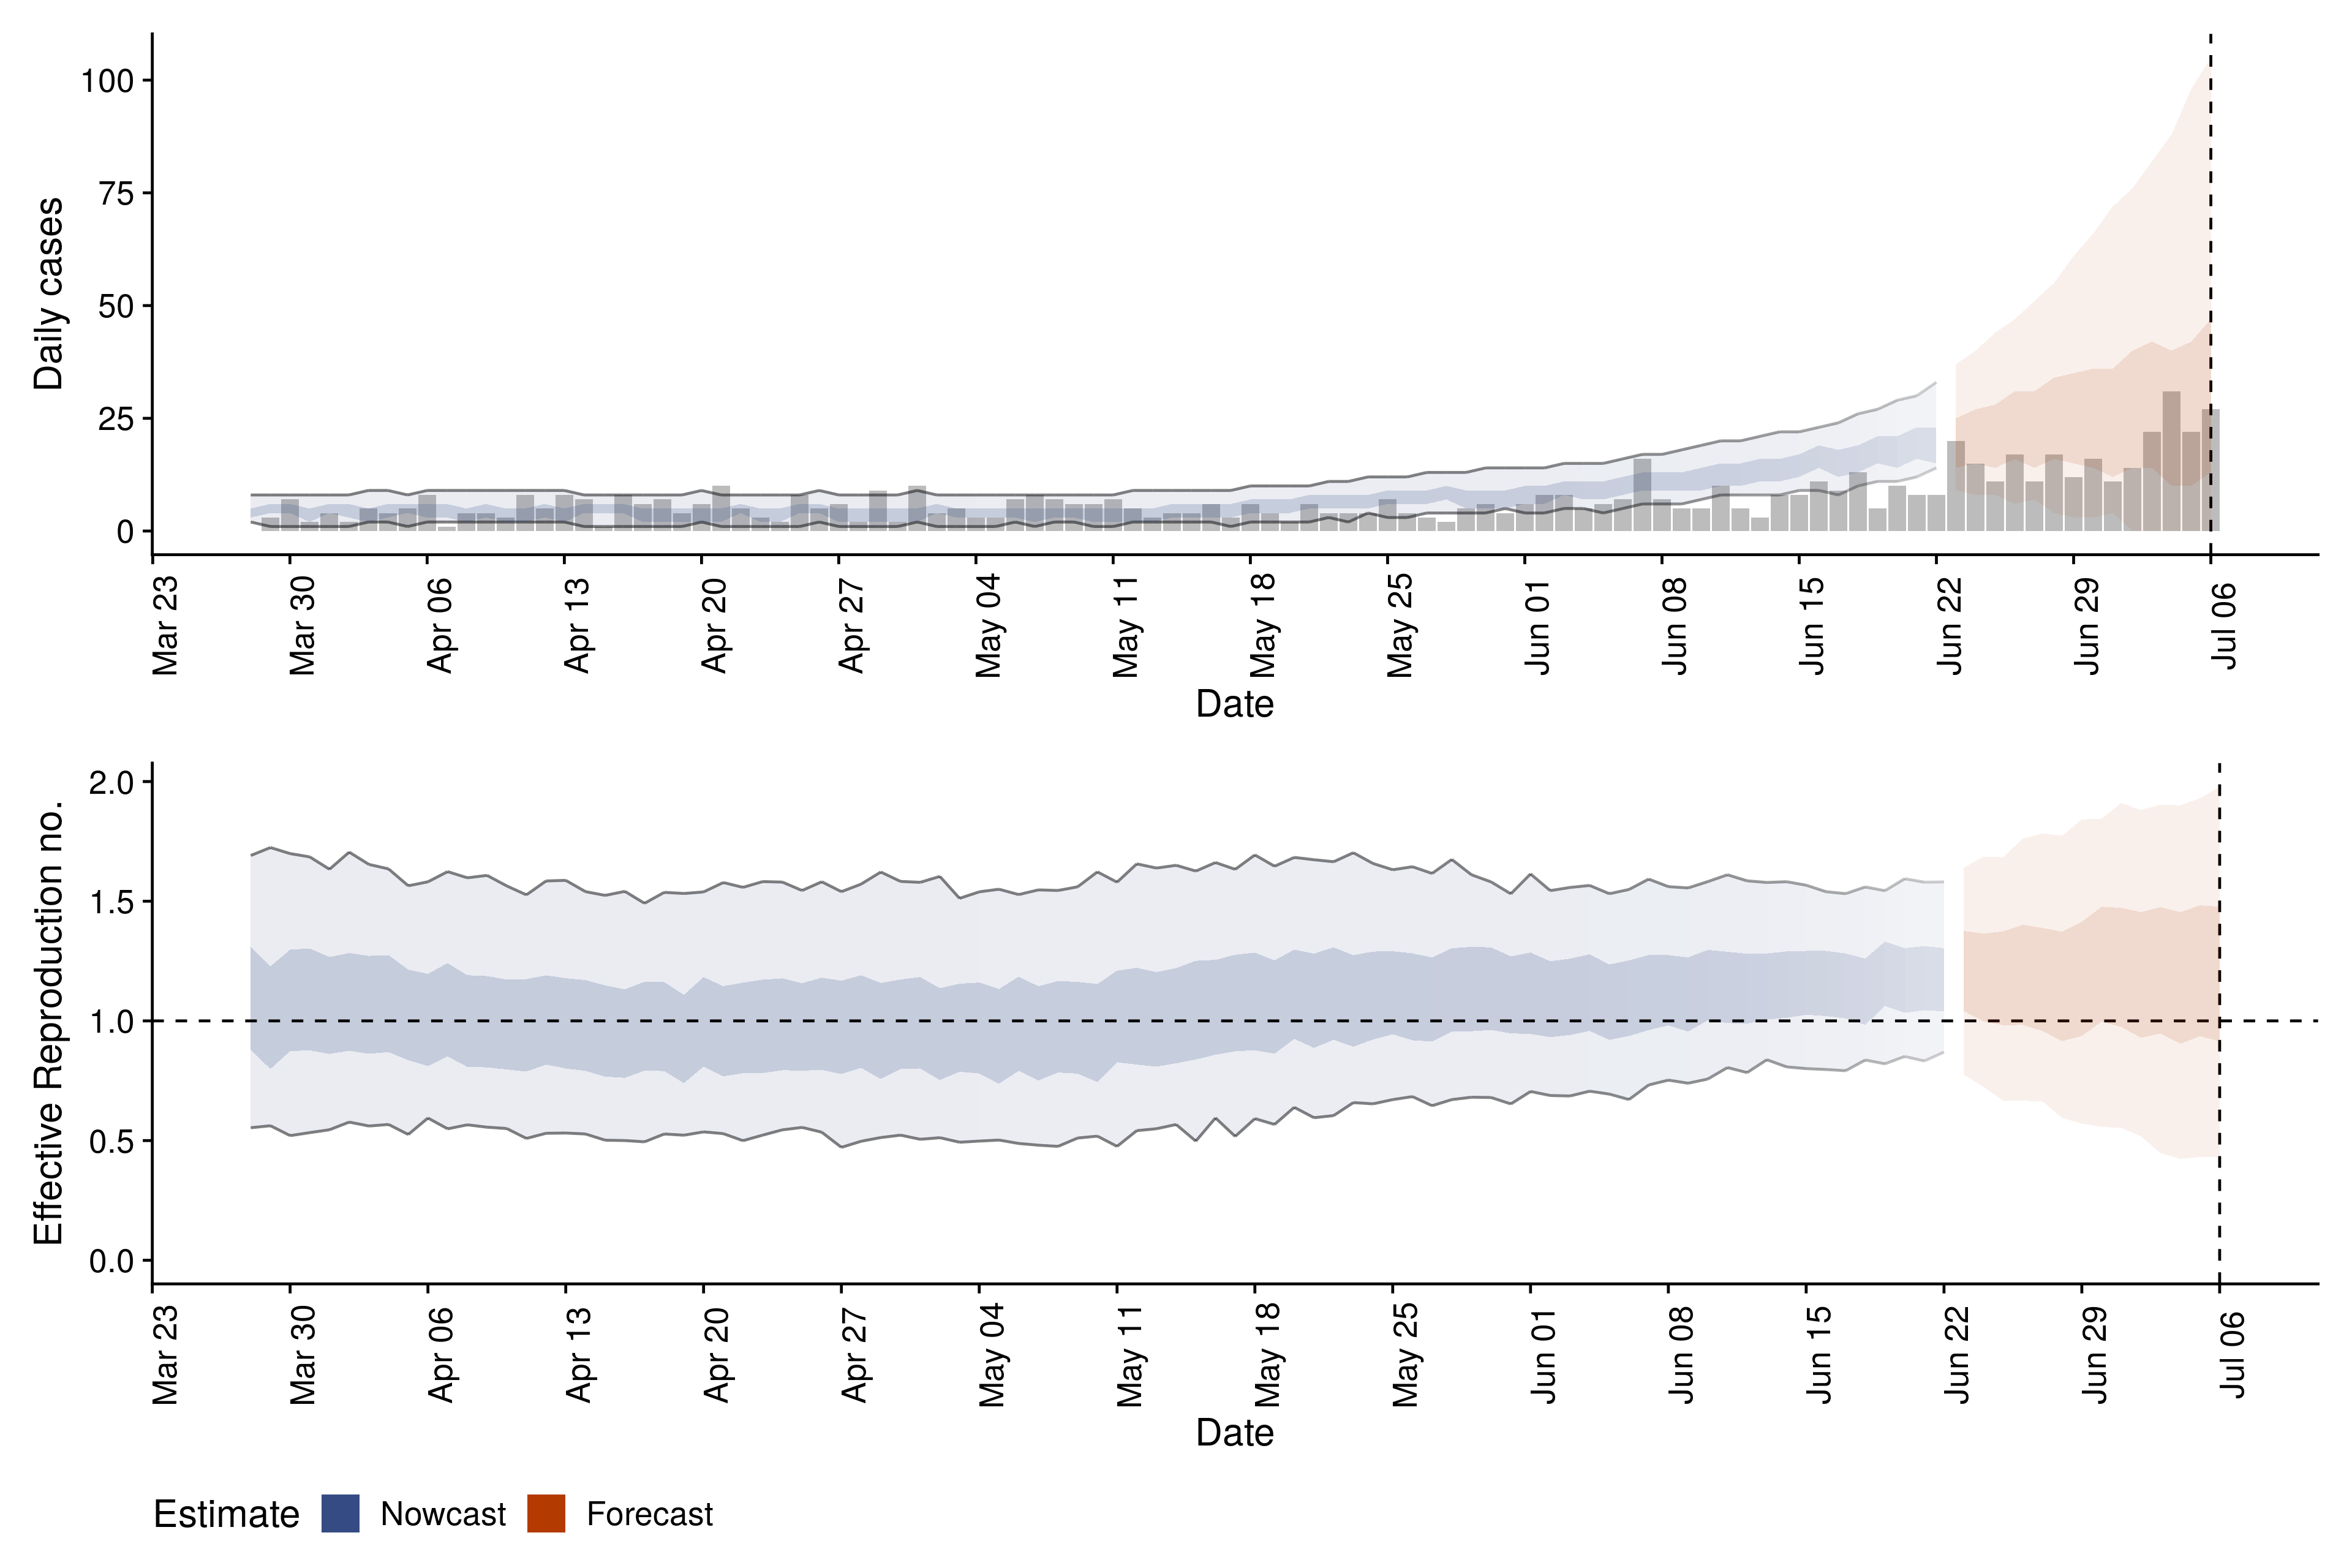 Daily cases
100
75
50
25
0
Mar 23
Mar 30
Apr 06
Apr 13
Apr 20
Apr 27
May 04
May 11
May 18
May 25
Jun 01
Jun 08
Jun 15
Jun 22
Jun 29
Jul 06
Date
Effective Reproduction no.
2.0
1.5
1.0
0.5
0.0
Mar 23
Mar 30
Apr 06
Apr 13
Apr 20
Apr 27
May 04
May 11
May 18
May 25
Jun 01
Jun 08
Jun 15
Jun 22
Jun 29
Jul 06
Date
Estimate Nowcast Forecast